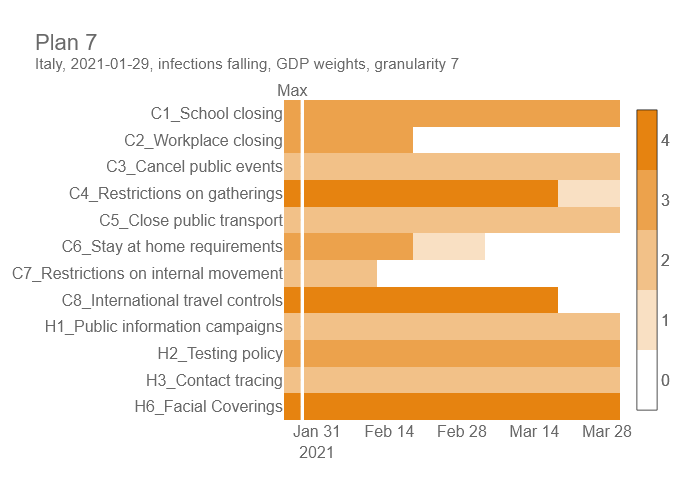 Plan 7
Italy, 2021-01-29, infections falling, GDP weights, granularity 7
Max
C1_School closing
C2_Workplace closing
C3_Cancel public events
C4_Restrictions on gatherings
C5_Close public transport
C6_Stay at home requirements
C7_Restrictions on internal movement
C8_International travel controls
H1_Public information campaigns
H2_Testing policy
H3_Contact tracing
H6_Facial Coverings
Jan 31 Feb 14 Feb 28 Mar 14 Mar 28
2021
4
3
2
1
0